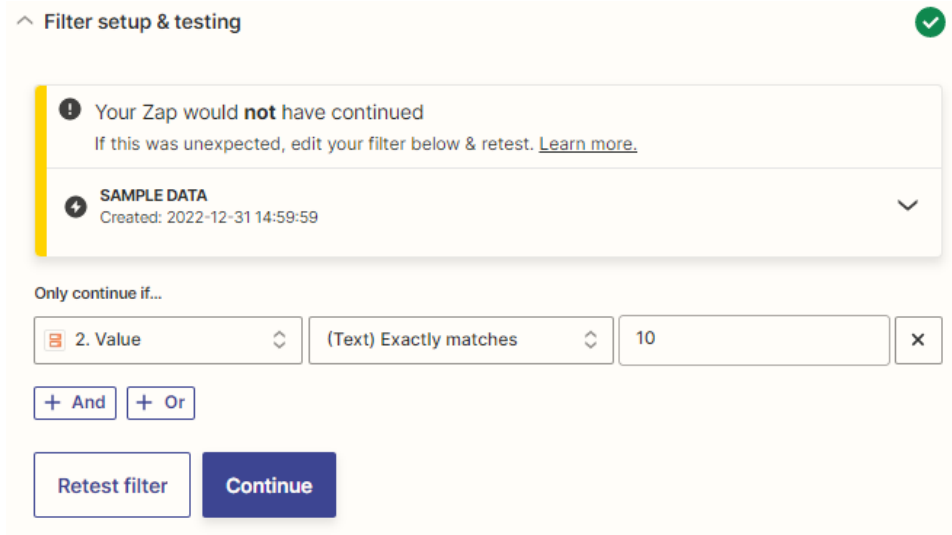 Filter setup & testing
Your Zap would not have continued
If this was unexpected, edit your filter below & retest. Learn more.
SAMPLE DATA
Created: 2022-12-31 14:59:59
Only continue if...
2. Value (Text) Exactly matches 10
+ And + Or
Retest filter Continue